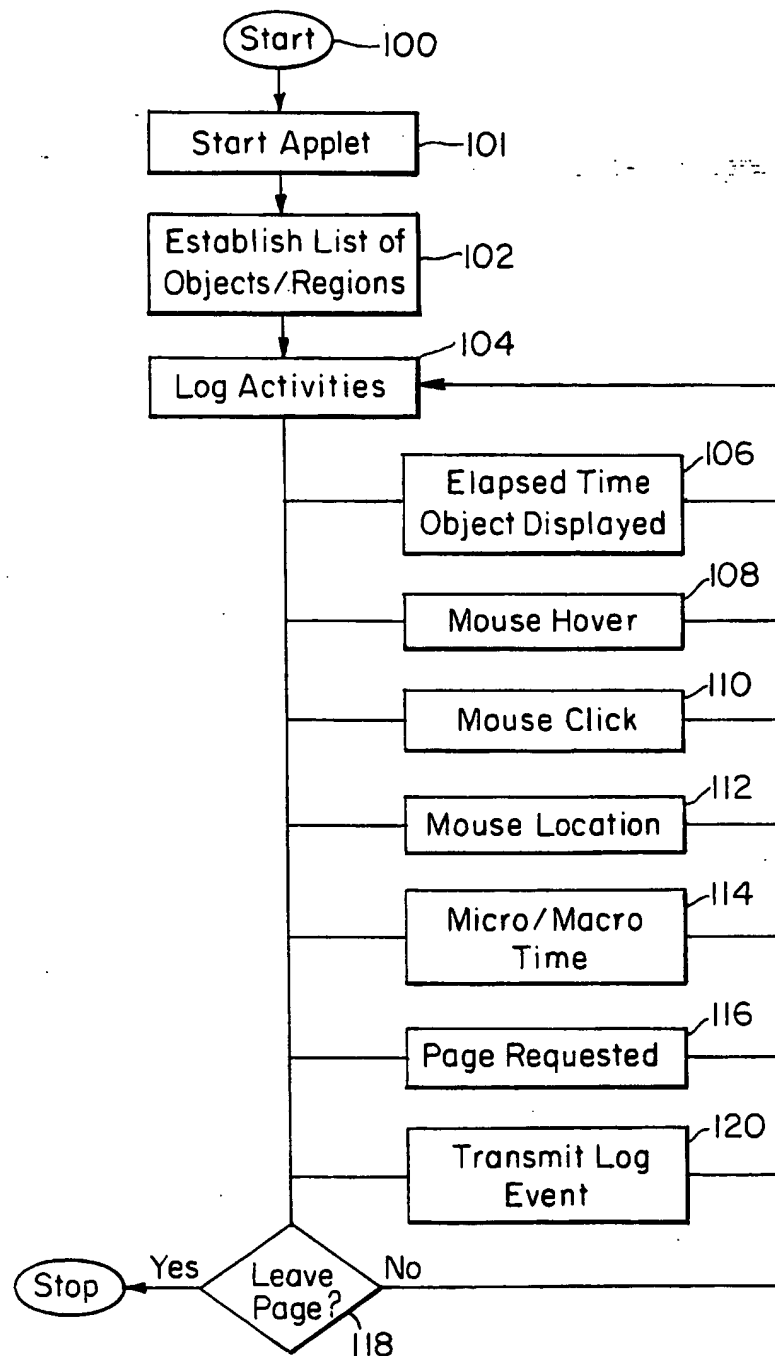 Start
100
Start Applet
101
Establish List of
Objects/Regions
102
104
Log Activities
106
Elapsed Time
Object Displayed
108
Mouse Hover
110
Mouse Click
112
Mouse Location
114
Micro/Macro
Time
116
Page Requested
120
Transmit Log
Event
Yes
Stop
Leave
Page?
No
118